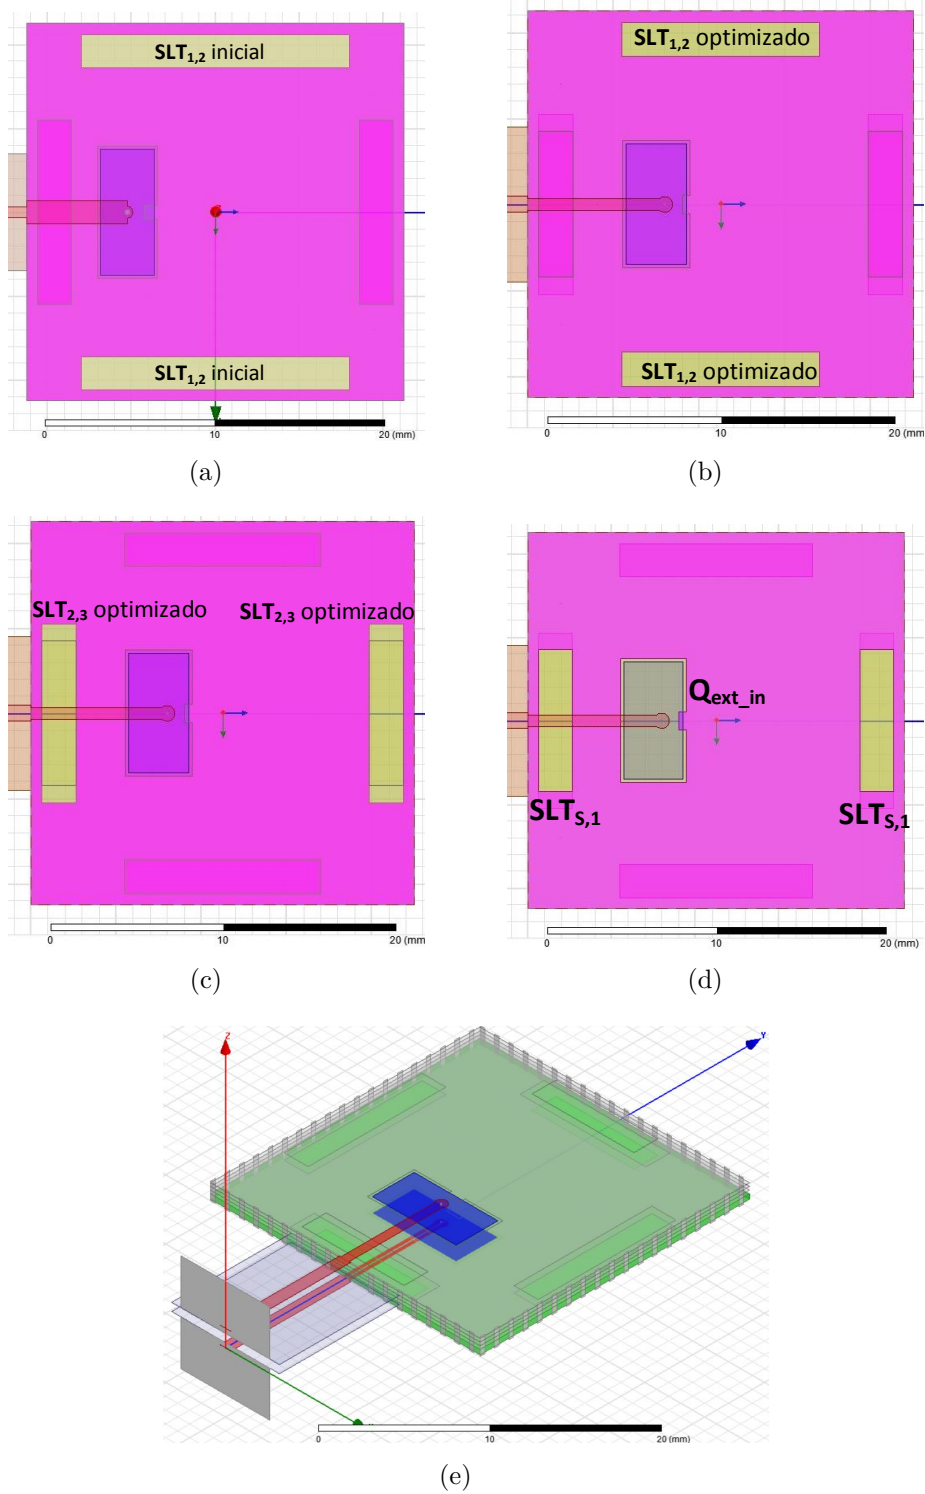 SLT1,2 inicial
SLT1,2 inicial
0 10 20 (mm)
(a)
SLT1,2 optimizado
SLT1,2 optimizado
0 10 20 (mm)
(b)
SLT2,3 optimizado SLT2,3 optimizado
0 10 20 (mm)
(c)
Qext_in
SLTS,1 SLTS,1
0 10 20 (mm)
(d)
Z
Y
0 10 20 (mm)
(e)